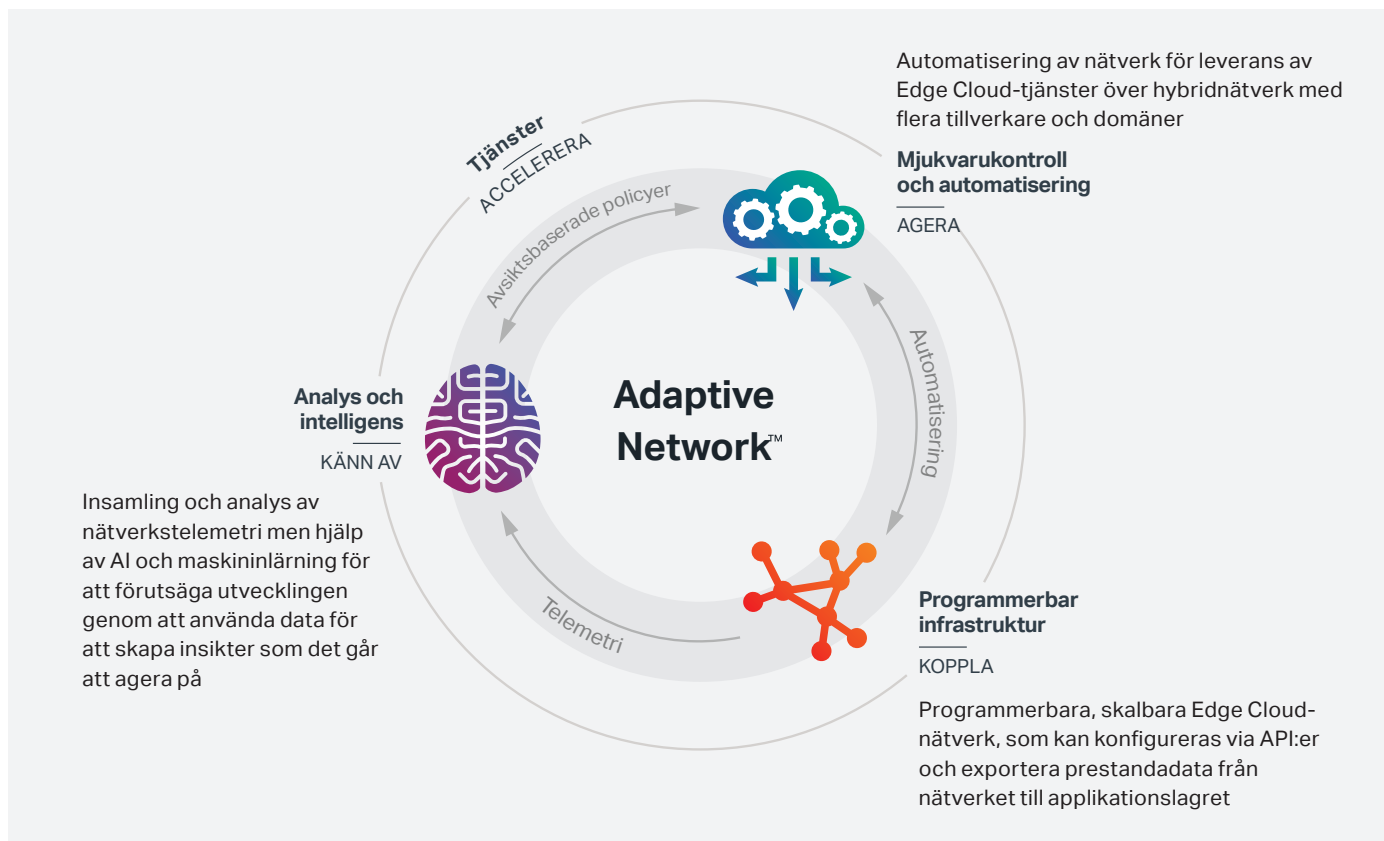 Automatisering av nätverk för leverans av
Edge Cloud-tjänster över hybridnätverk med
flera tillverkare och domäner
Mjukvarukontroll
och automatisering
AGERA
Tjänster
ACCELERERA
Avsiktsbaserade policyer
Automatisering
Adaptive
Network™
Analys och
intelligens
KÄNN AV
Insamling och analys av
nätverkstelemetri men hjälp
av AI och maskininlärning för
att förutsäga utvecklingen
genom att använda data för
att skapa insikter som det går
att agera på
Telemetri
Programmerbar
infrastruktur
KOPPLA
Programmerbara, skalbara Edge Cloud-
nätverk, som kan konfigureras via API:er
och exportera prestandadata från
nätverket till applikationslagret